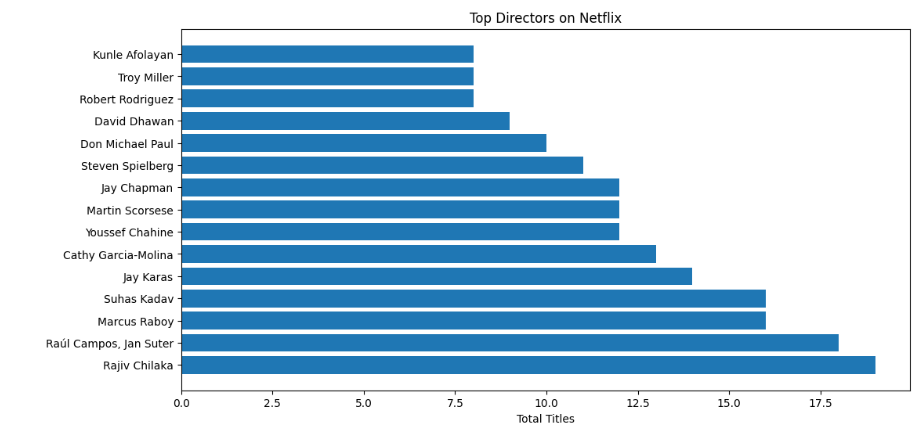 Top Directors on Netflix
Kunle Afolayan
Troy Miller
Robert Rodriguez
David Dhawan
Don Michael Paul
Steven Spielberg
Jay Chapman
Martin Scorsese
Youssef Chahine
Cathy Garcia-Molina
Jay Karas
Suhas Kadav
Marcus Raboy
Raúl Campos, Jan Suter
Rajiv Chilaka
0.0 2.5 5.0 7.5 10.0 12.5 15.0 17.5
Total Titles